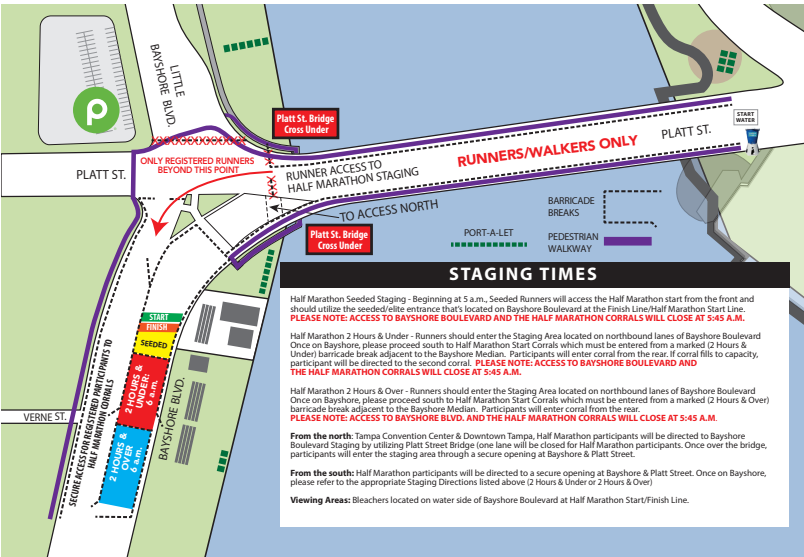 LITTLE
BAYSHORE BLVD.
p
Platt St. Bridge
Cross Under
START
WATER
PLATT ST.
RUNNERS/WALKERS ONLY
XXXXXXXXXXXXXX
ONLY REGISTERED RUNNERS
BEYOND THIS POINT
PLATT ST.
RUNNER ACCESS TO
HALF MARATHON STAGING
TO ACCESS NORTH
Platt St. Bridge
Cross Under
BARRICADE
BREAKS
PORT-A-LET
PEDESTRIAN
WALKWAY
START
FINISH
SEEDED
2 HOURS &
UNDER:
6 a.m.
2 HOURS &
OVER
6 a.m.
SECURE ACCESS FOR REGISTERED PARTICIPANTS TO
HALF MARATHON CORRALS
BAYSHORE BLVD.
VERNE ST.
STAGING TIMES
Half Marathon Seeded Staging - Beginning at 5 a.m., Seeded Runners will access the Half Marathon start from the front and
should utilize the seeded/elite entrance that's located on Bayshore Boulevard at the Finish Line/Half Marathon Start Line.
PLEASE NOTE: ACCESS TO BAYSHORE BOULEVARD AND THE HALF MARATHON CORRALS WILL CLOSE AT 5:45 A.M.
Half Marathon 2 Hours & Under - Runners should enter the Staging Area located on northbound lanes of Bayshore Boulevard
Once on Bayshore, please proceed south to Half Marathon Start Corrals which must be entered from a marked (2 Hours &
Under) barricade break adjacent to the Bayshore Median. Participants will enter corral from the rear. If corral fills to capacity,
participant will be directed to the second corral. PLEASE NOTE: ACCESS TO BAYSHORE BOULEVARD AND
THE HALF MARATHON CORRALS WILL CLOSE AT 5:45 A.M.
Half Marathon 2 Hours & Over - Runners should enter the Staging Area located on northbound lanes of Bayshore Boulevard
Once on Bayshore, please proceed south to Half Marathon Start Corrals which must be entered from a marked (2 Hours & Over)
barricade break adjacent to the Bayshore Median. Participants will enter corral from the rear.
PLEASE NOTE: ACCESS TO BAYSHORE BLVD. AND THE HALF MARATHON CORRALS WILL CLOSE AT 5:45 A.M.
From the north: Tampa Convention Center & Downtown Tampa, Half Marathon participants will be directed to Bayshore
Boulevard Staging by utilizing Platt Street Bridge (one lane will be closed for Half Marathon participants. Once over the bridge,
participants will enter the staging area through a secure opening at Bayshore & Platt Street.
From the south: Half Marathon participants will be directed to a secure opening at Bayshore & Platt Street. Once on Bayshore,
please refer to the appropriate Staging Directions listed above (2 Hours & Under or 2 Hours & Over)
Viewing Areas: Bleachers located on water side of Bayshore Boulevard at Half Marathon Start/Finish Line.